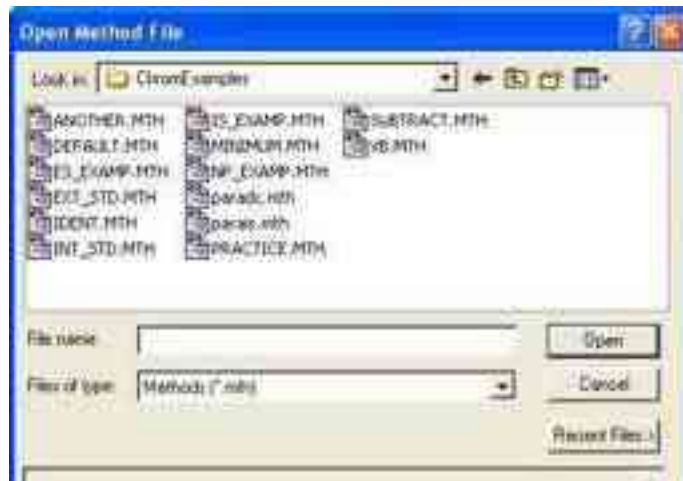 Open Method File
Look in: ChromExamples
ANOTHER.MTH IS_EXAMP.MTH SUBTRACT.MTH
DEFAULT.MTH MINIMUM.MTH VB.MTH
ES_EXAMP.MTH NP_EXAMP.MTH
EXT_STD.MTH paradc.mth
IDENT.MTH parais.mth
INT_STD.MTH PRACTICE.MTH
File name:
Open
Files of type: Methods (*.mth)
Cancel
Recent Files